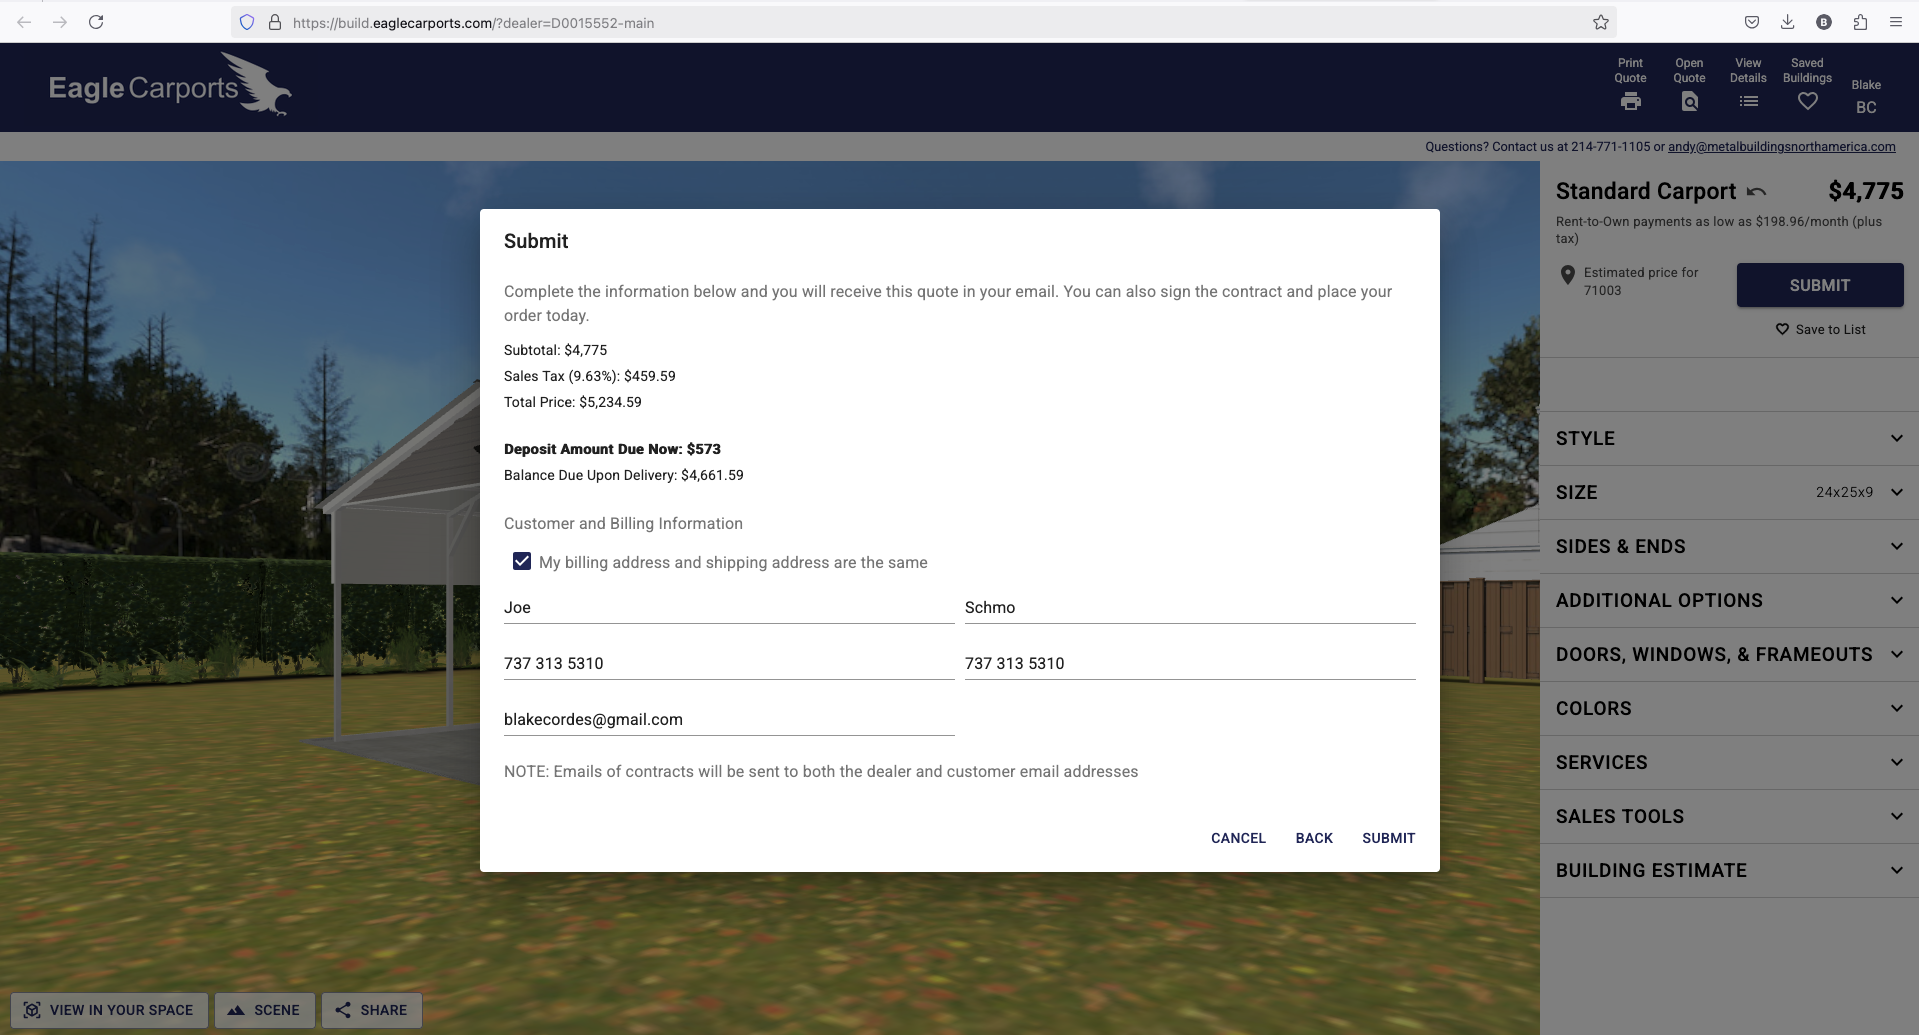 https://build.eaglecarports.com/?dealer=D0015552-main
B
Eagle Carports
Print Quote
Open Quote
View Details
Saved Buildings
Blake
BC
Questions? Contact us at 214-771-1105 or andy@metalbuildingsnorthamerica.com
Standard Carport $4,775
Rent-to-Own payments as low as $198.96/month (plus
tax)
Estimated price for
71003
SUBMIT
Save to List
STYLE
SIZE 24x25x9
SIDES & ENDS
ADDITIONAL OPTIONS
DOORS, WINDOWS, & FRAMEOUTS
COLORS
SERVICES
SALES TOOLS
BUILDING ESTIMATE
Submit
Complete the information below and you will receive this quote in your email. You can also sign the contract and place your
order today.
Subtotal: $4,775
Sales Tax (9.63%): $459.59
Total Price: $5,234.59
Deposit Amount Due Now: $573
Balance Due Upon Delivery: $4,661.59
Customer and Billing Information
My billing address and shipping address are the same
Joe Schmo
737 313 5310 737 313 5310
blakecordes@gmail.com
NOTE: Emails of contracts will be sent to both the dealer and customer email addresses
CANCEL BACK SUBMIT
VIEW IN YOUR SPACE SCENE SHARE